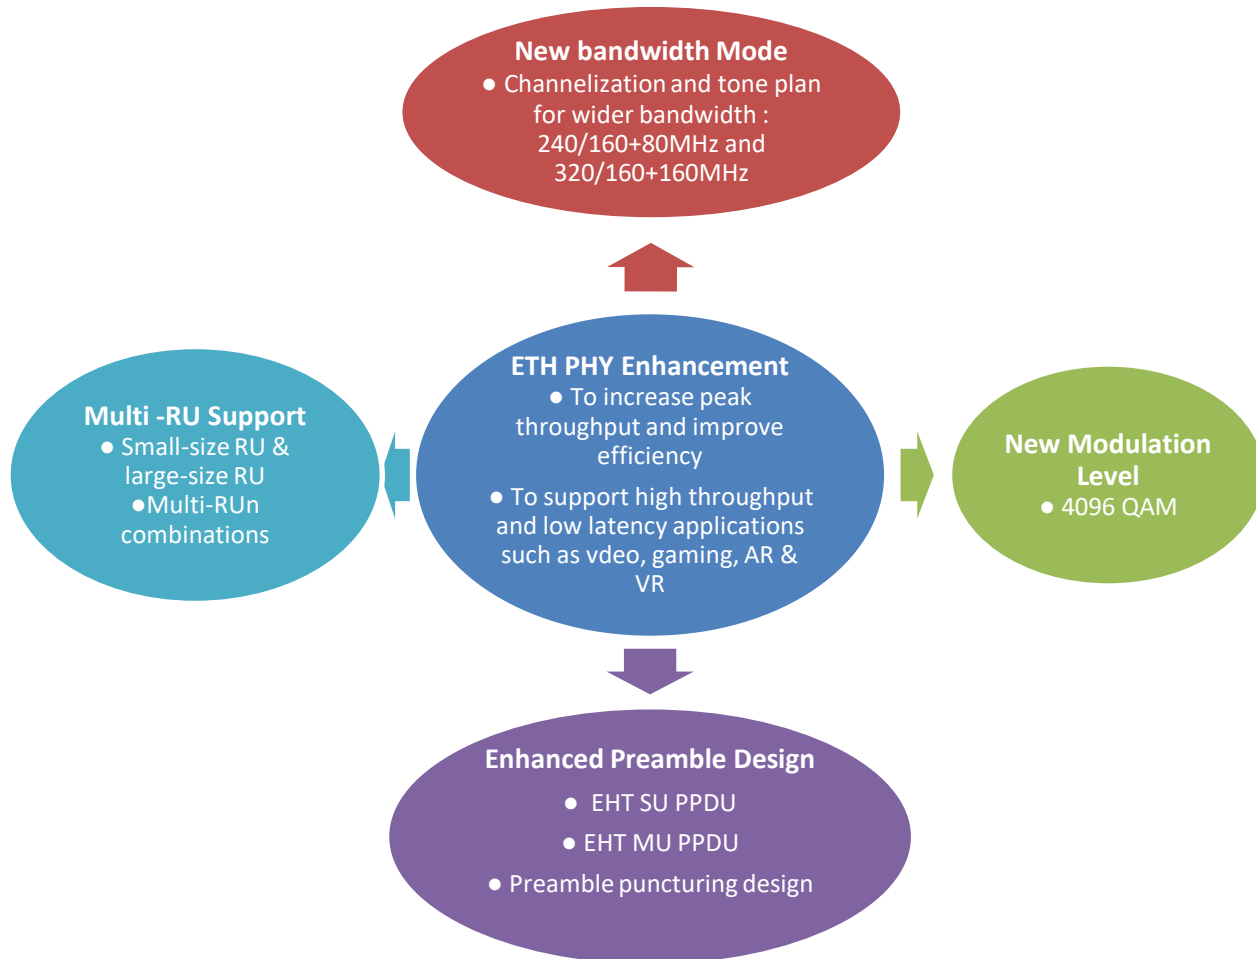 New bandwidth Mode
● Channelization and tone plan
for wider bandwidth :
240/160+80MHz and
320/160+160MHz
ETH PHY Enhancement
● To increase peak
throughput and improve
efficiency
● To support high throughput
and low latency applications
such as vdeo, gaming, AR &
VR
Multi -RU Support
● Small-size RU &
large-size RU
●Multi-RUn
combinations
New Modulation
Level
● 4096 QAM
Enhanced Preamble Design
● EHT SU PPDU
● EHT MU PPDU
● Preamble puncturing design